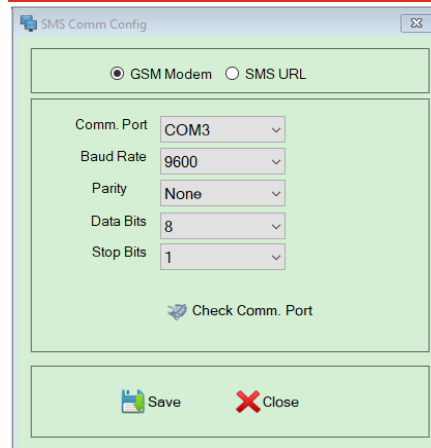 SMS Comm Config
GSM Modem SMS URL
Comm. Port COM3
Baud Rate 9600
Parity None
Data Bits 8
Stop Bits 1
Check Comm. Port
Save Close